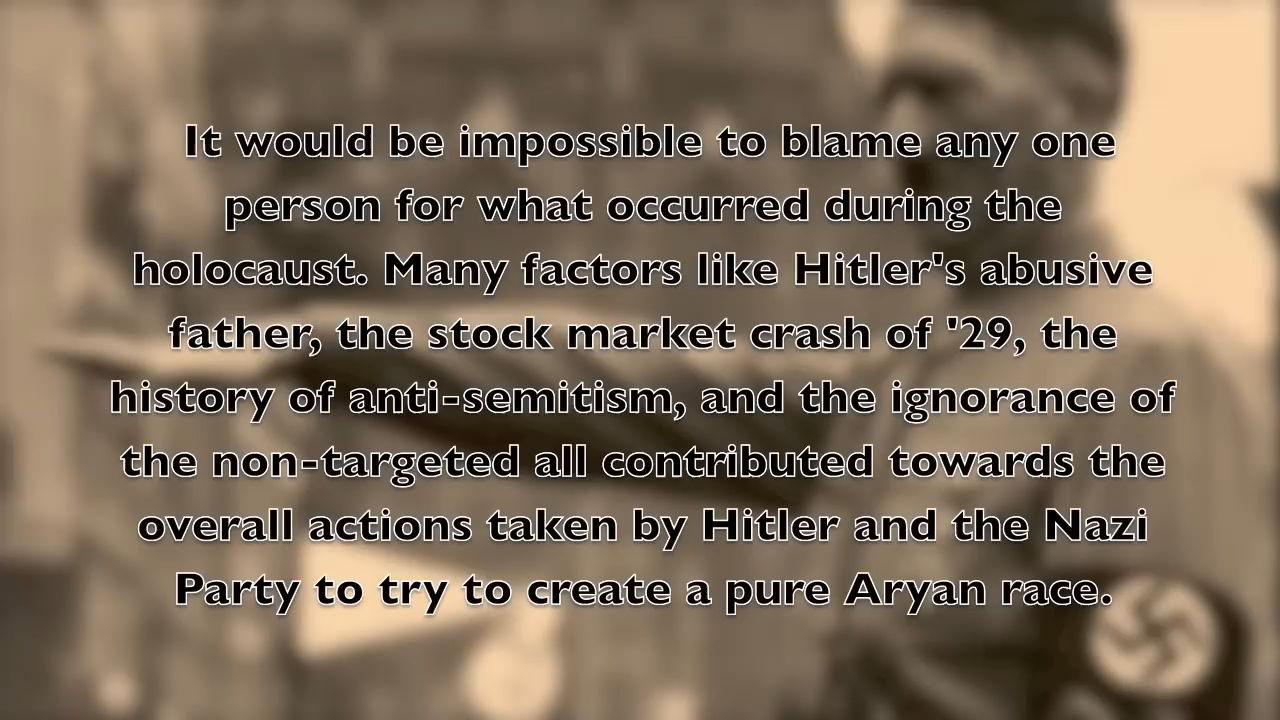 It would be impossible to blame any one
person for what occurred during the
holocaust. Many factors like Hitler's abusive
father, the stock market crash of '29, the
history of anti-semitism, and the ignorance of
the non-targeted all contributed towards the
overall actions taken by Hitler and the Nazi
Party to try to create a pure Aryan race.